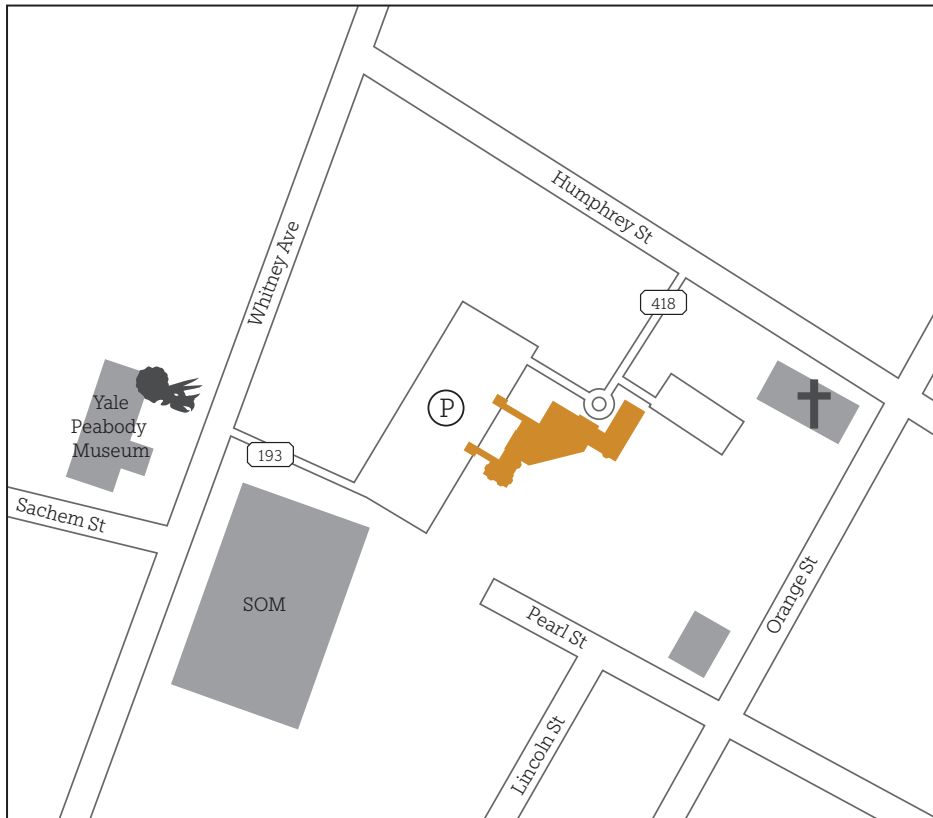 Humphrey St
Whitney Ave
418
P
Yale
Peabody
Museum
193
Sachem St
SOM
Pearl St
Orange St
Lincoln St